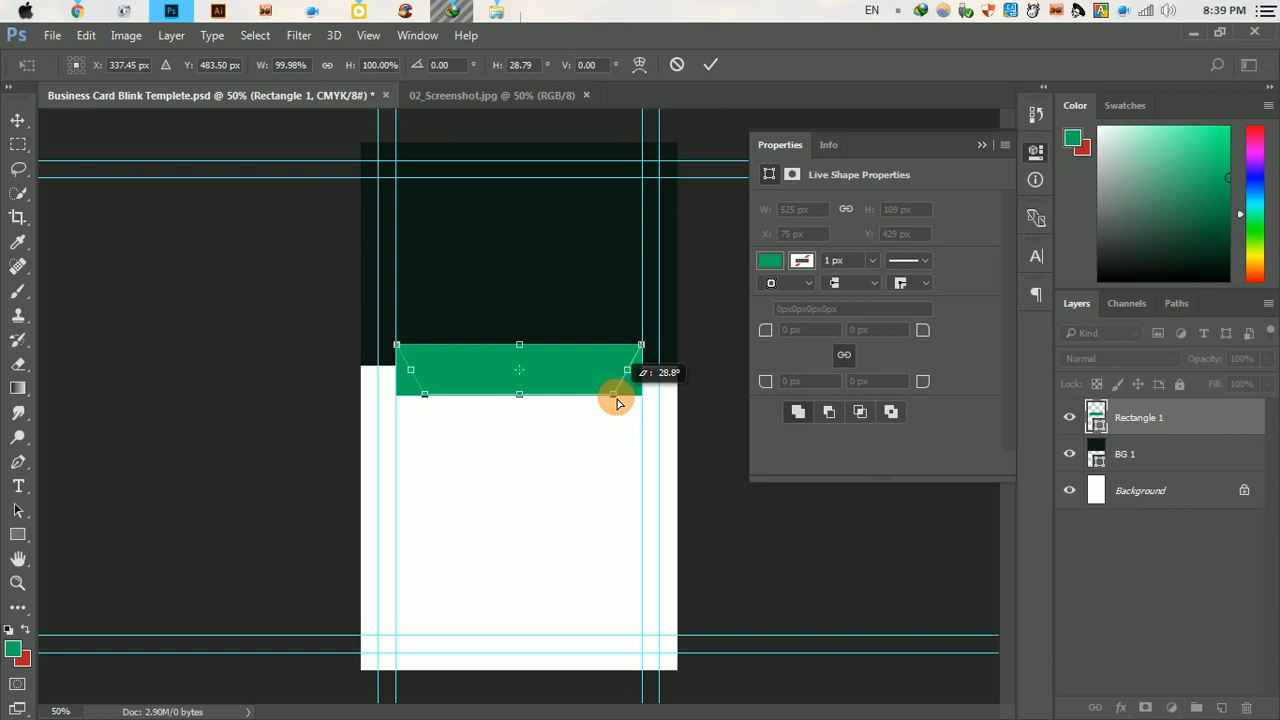 EN 8:39 PM
Ps File Edit Image Layer Type Select Filter 3D View Window Help
X: 337.45 px Y: 483.50 px W: 99.98% H: 100.00% 0.00 ° H: 28.79 ° V: 0.00 °
Business Card Blink Templete.psd @ 50% (Rectangle 1, CMYK/8#) * × 02_Screenshot.jpg @ 50% (RGB/8) ×
Color Swatches
Properties Info
Live Shape Properties
W: 525 px H: 109 px
X: 75 px Y: 429 px
1 px
0px0px0px0px
0 px 0 px
0 px 0 px
28.8°
Layers Channels Paths
Kind
Normal Opacity: 100%
Lock: Fill: 100%
Rectangle 1
BG 1
Background
50% Doc: 2.90M/0 bytes